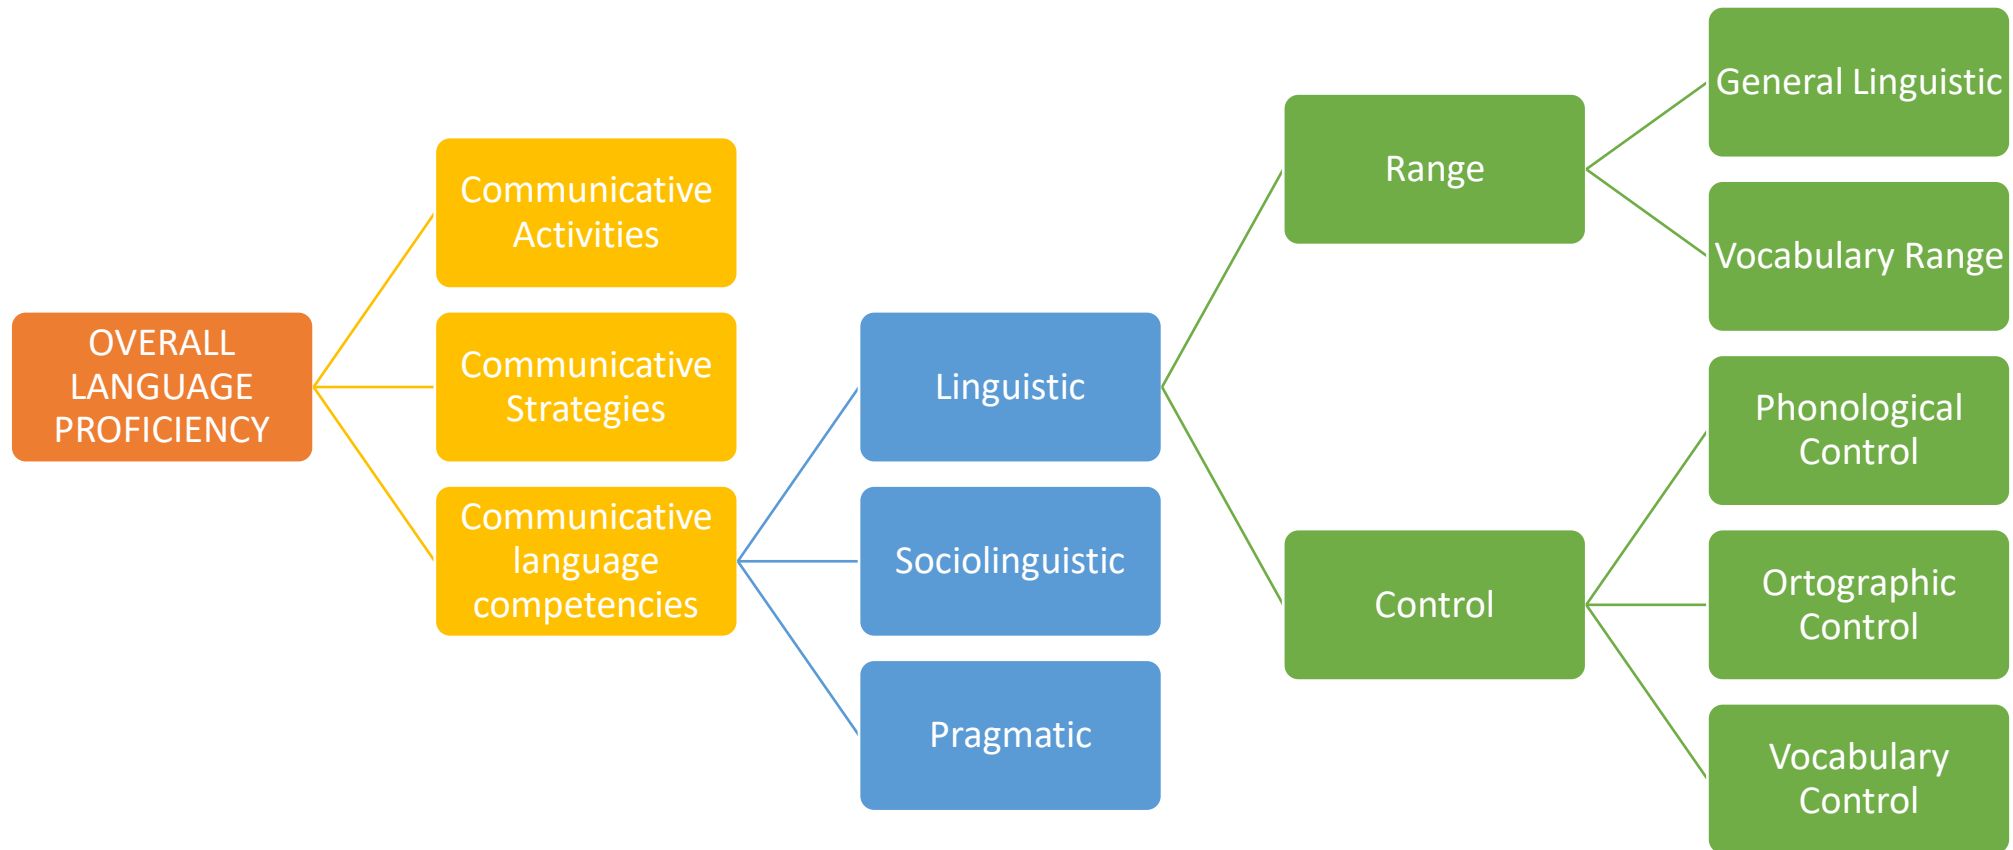 OVERALL
LANGUAGE
PROFICIENCY
Communicative
Activities
Communicative
Strategies
Communicative
language
competencies
Linguistic
Sociolinguistic
Pragmatic
Range
Control
General Linguistic
Vocabulary Range
Phonological
Control
Ortographic
Control
Vocabulary
Control